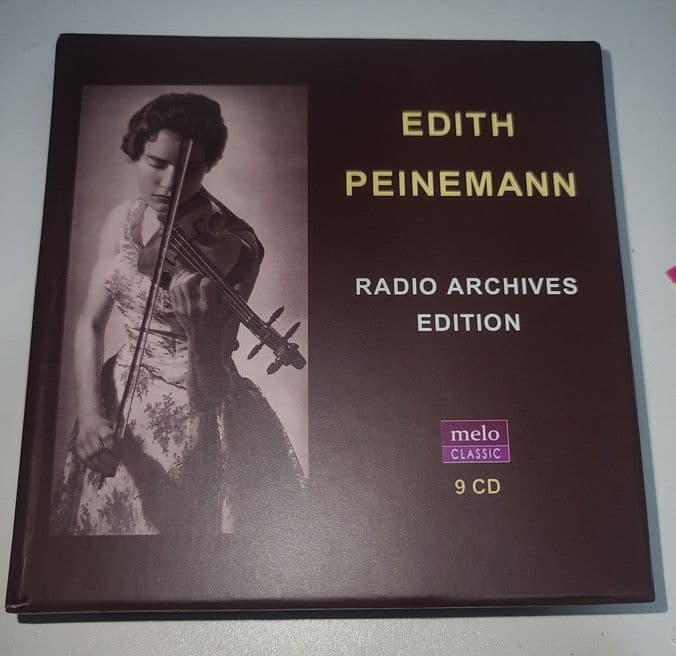 EDITH
PEINEMANN
RADIO ARCHIVES
EDITION
melo
CLASSIC
9 CD